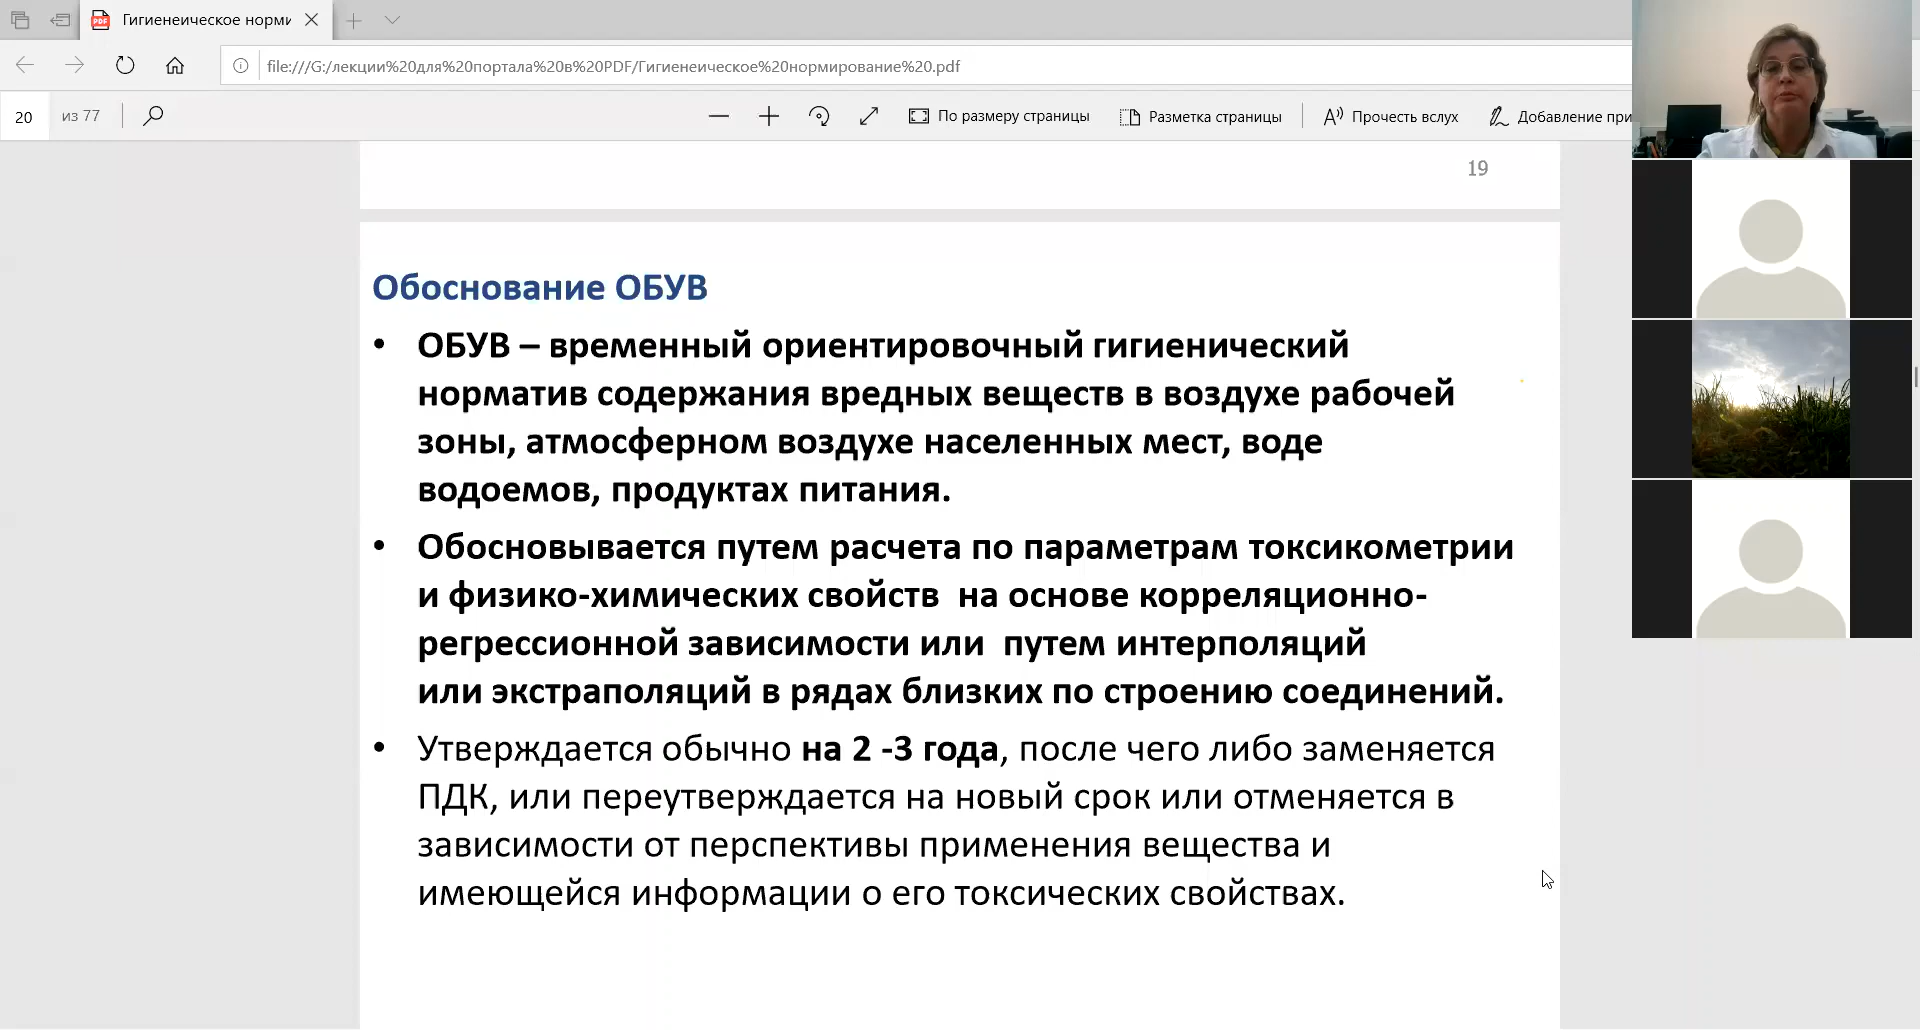 Гигиенеическое норми
file:///G:/лекции%20для%20портала%20в%20PDF/Гигиенеическое%20нормирование%20.pdf
20 из 77
По размеру страницы
Разметка страницы
Прочесть вслух
Добавление при
19
Обоснование ОБУВ
• ОБУВ – временный ориентировочный гигиенический
норматив содержания вредных веществ в воздухе рабочей
зоны, атмосферном воздухе населенных мест, воде
водоемов, продуктах питания.
• Обосновывается путем расчета по параметрам токсикометрии
и физико-химических свойств на основе корреляционно-
регрессионной зависимости или путем интерполяций
или экстраполяций в рядах близких по строению соединений.
• Утверждается обычно на 2 -3 года, после чего либо заменяется
ПДК, или переутверждается на новый срок или отменяется в
зависимости от перспективы применения вещества и
имеющейся информации о его токсических свойствах.